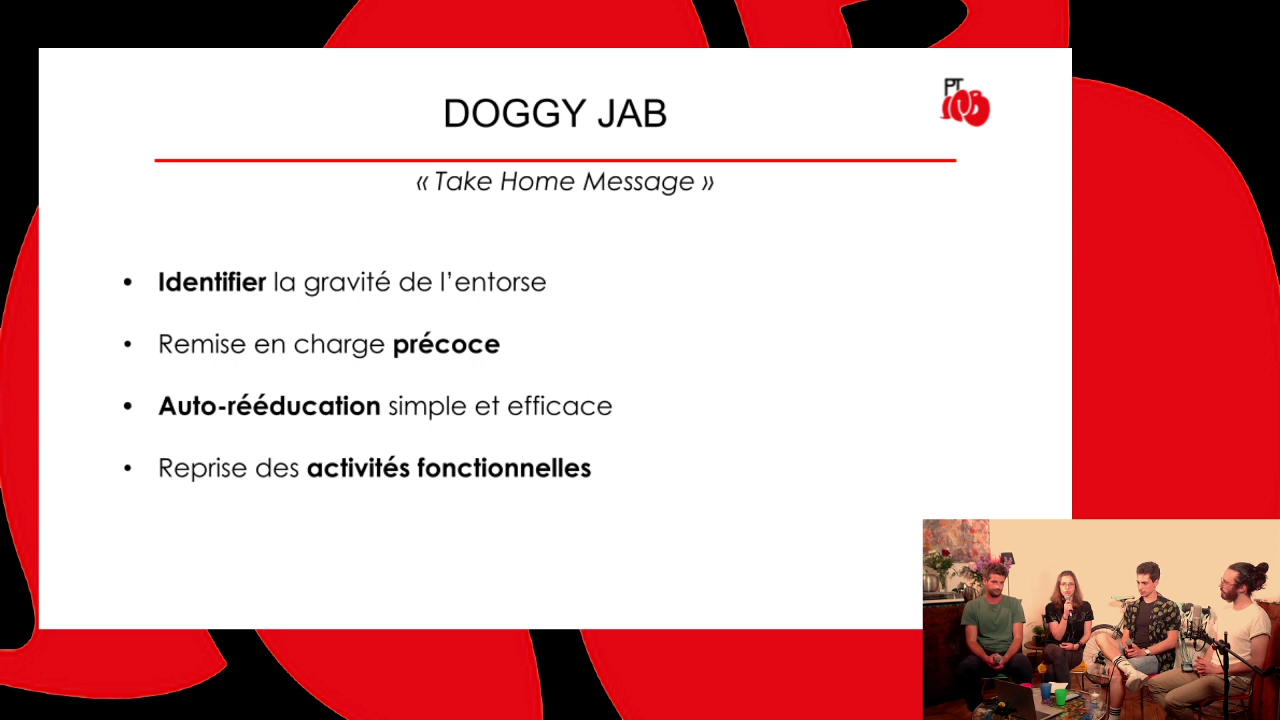 DOGGY JAB
PT
« Take Home Message »
• Identifier la gravité de l’entorse
• Remise en charge précoce
• Auto-rééducation simple et efficace
• Reprise des activités fonctionnelles